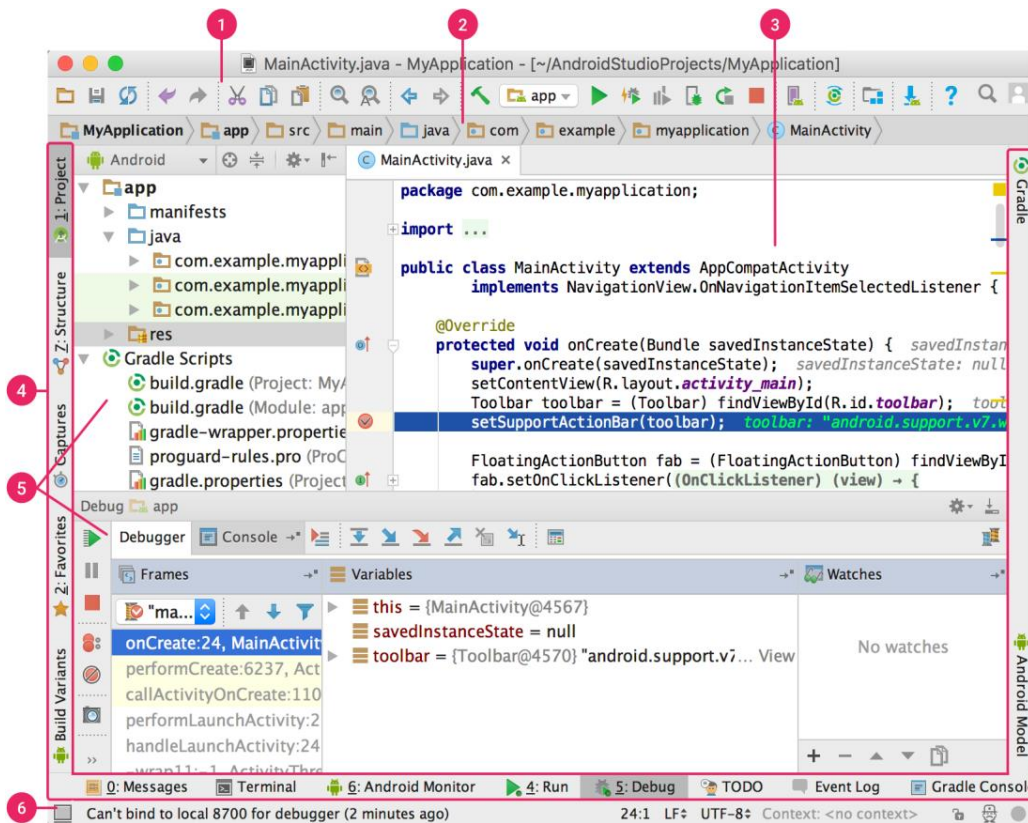 1
2
3
MainActivity.java - MyApplication - [~/AndroidStudioProjects/MyApplication]
app
?
MyApplication app src main java com example myapplication C MainActivity
1: Project
Z: Structure
Captures
2: Favorites
Build Variants
4
5
6
Android
app
manifests
java
com.example.myappli
com.example.myappli
com.example.myappli
res
Gradle Scripts
build.gradle (Project: MyA
build.gradle (Module: app
gradle-wrapper.propertie
proguard-rules.pro (ProC
gradle.properties (Project
C MainActivity.java ×
package com.example.myapplication;
import ...
public class MainActivity extends AppCompatActivity
implements NavigationView.OnNavigationItemSelectedListener {
@Override
protected void onCreate(Bundle savedInstanceState) { savedInstan
super.onCreate(savedInstanceState); savedInstanceState: null
setContentView(R.layout.activity_main);
Toolbar toolbar = (Toolbar) findViewById(R.id.toolbar); tool
setSupportActionBar(toolbar); toolbar: "android.support.v7.w
FloatingActionButton fab = (FloatingActionButton) findViewByI
fab.setOnClickListener((OnClickListener) (view) → {
Gradle
Android Model
Debug app
Debugger Console
Frames
Variables
Watches
"ma...
onCreate:24, MainActivit
performCreate:6237, Act
callActivityOnCreate:110
performLaunchActivity:2
handleLaunchActivity:24
-wrap11:-1, ActivityThre
this = {MainActivity@4567}
savedInstanceState = null
toolbar = {Toolbar@4570} "android.support.v7... View
No watches
0: Messages Terminal 6: Android Monitor 4: Run 5: Debug TODO Event Log Gradle Consol
Can't bind to local 8700 for debugger (2 minutes ago) 24:1 LF UTF-8 Context: <no context>